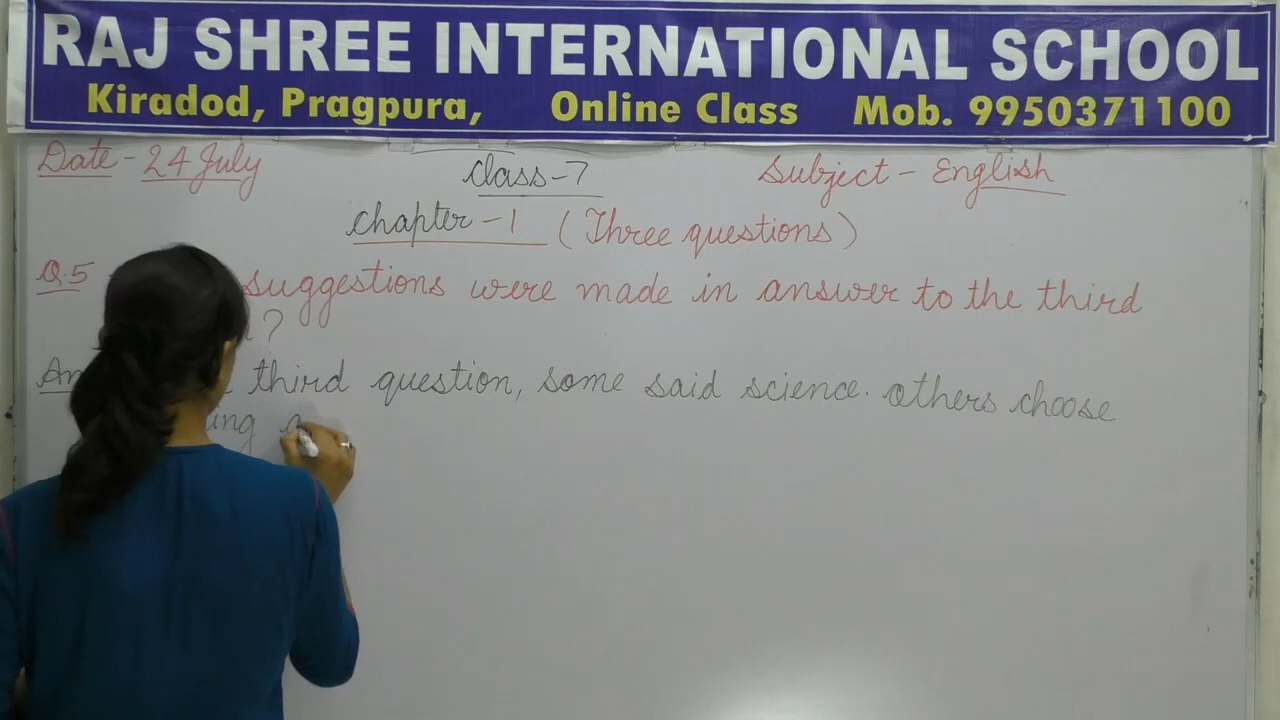 RAJ SHREE INTERNATIONAL SCHOOL
Kiradod, Pragpura, Online Class Mob. 9950371100
Date - 24 July Class - 7 Subject - English
Chapter - 1 (Three questions)
Q.5 suggestions were made in answer to the third
?
third question, some said science. others choose